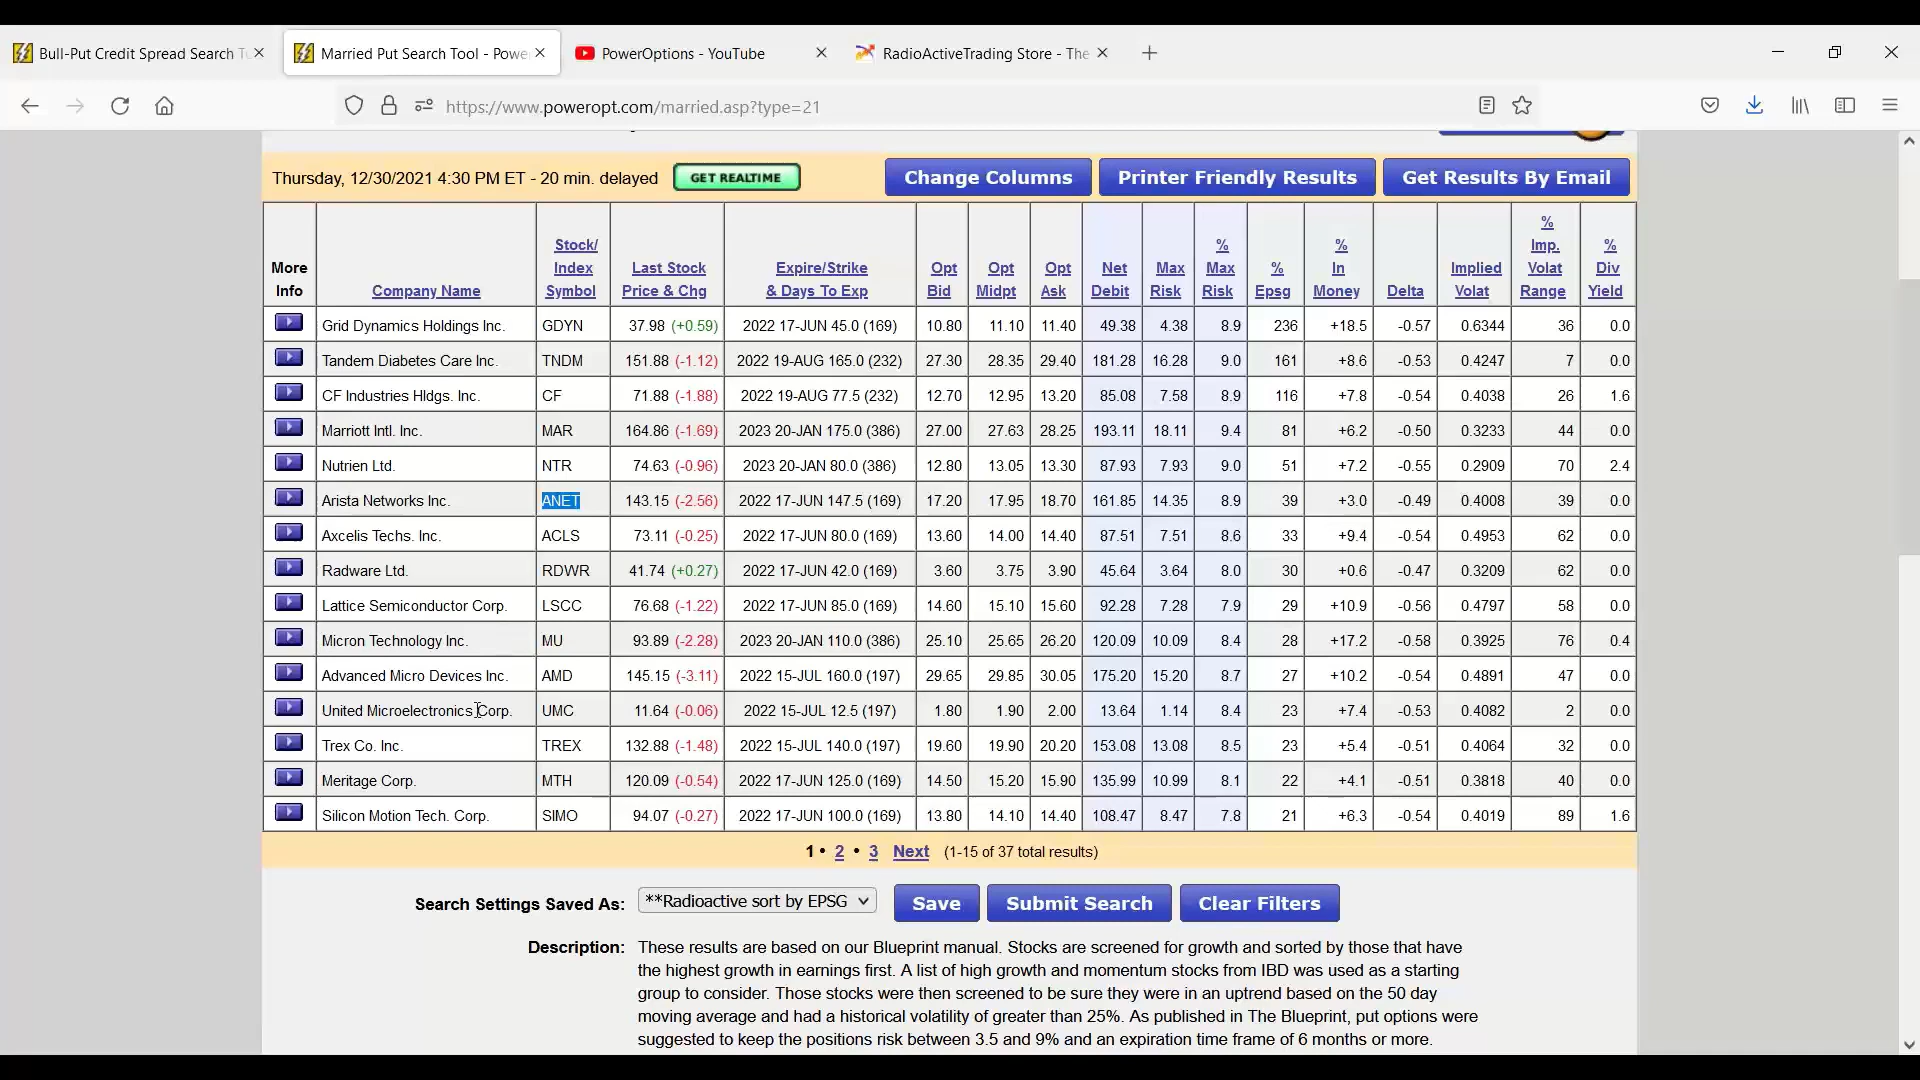 Bull-Put Credit Spread Search T
Married Put Search Tool - Powe
PowerOptions - YouTube
RadioActiveTrading Store - The
https://www.poweropt.com/married.asp?type=21
Thursday, 12/30/2021 4:30 PM ET - 20 min. delayed GET REALTIME Change Columns Printer Friendly Results Get Results By Email
More Info Company Name Stock/ Index Symbol Last Stock Price & Chg Expire/Strike & Days To Exp Opt Bid Opt Midpt Opt Ask Net Debit Max Risk % Max Risk % Epsg % In Money Delta Implied Volat % Imp. Volat Range % Div Yield
Grid Dynamics Holdings Inc. GDYN 37.98 (+0.59) 2022 17-JUN 45.0 (169) 10.80 11.10 11.40 49.38 4.38 8.9 236 +18.5 -0.57 0.6344 36 0.0
Tandem Diabetes Care Inc. TNDM 151.88 (-1.12) 2022 19-AUG 165.0 (232) 27.30 28.35 29.40 181.28 16.28 9.0 161 +8.6 -0.53 0.4247 7 0.0
CF Industries Hldgs. Inc. CF 71.88 (-1.88) 2022 19-AUG 77.5 (232) 12.70 12.95 13.20 85.08 7.58 8.9 116 +7.8 -0.54 0.4038 26 1.6
Marriott Intl. Inc. MAR 164.86 (-1.69) 2023 20-JAN 175.0 (386) 27.00 27.63 28.25 193.11 18.11 9.4 81 +6.2 -0.50 0.3233 44 0.0
Nutrien Ltd. NTR 74.63 (-0.96) 2023 20-JAN 80.0 (386) 12.80 13.05 13.30 87.93 7.93 9.0 51 +7.2 -0.55 0.2909 70 2.4
Arista Networks Inc. ANET 143.15 (-2.56) 2022 17-JUN 147.5 (169) 17.20 17.95 18.70 161.85 14.35 8.9 39 +3.0 -0.49 0.4008 39 0.0
Axcelis Techs. Inc. ACLS 73.11 (-0.25) 2022 17-JUN 80.0 (169) 13.60 14.00 14.40 87.51 7.51 8.6 33 +9.4 -0.54 0.4953 62 0.0
Radware Ltd. RDWR 41.74 (+0.27) 2022 17-JUN 42.0 (169) 3.60 3.75 3.90 45.64 3.64 8.0 30 +0.6 -0.47 0.3209 62 0.0
Lattice Semiconductor Corp. LSCC 76.68 (-1.22) 2022 17-JUN 85.0 (169) 14.60 15.10 15.60 92.28 7.28 7.9 29 +10.9 -0.56 0.4797 58 0.0
Micron Technology Inc. MU 93.89 (-2.28) 2023 20-JAN 110.0 (386) 25.10 25.65 26.20 120.09 10.09 8.4 28 +17.2 -0.58 0.3925 76 0.4
Advanced Micro Devices Inc. AMD 145.15 (-3.11) 2022 15-JUL 160.0 (197) 29.65 29.85 30.05 175.20 15.20 8.7 27 +10.2 -0.54 0.4891 47 0.0
United Microelectronics Corp. UMC 11.64 (-0.06) 2022 15-JUL 12.5 (197) 1.80 1.90 2.00 13.64 1.14 8.4 23 +7.4 -0.53 0.4082 2 0.0
Trex Co. Inc. TREX 132.88 (-1.48) 2022 15-JUL 140.0 (197) 19.60 19.90 20.20 153.08 13.08 8.5 23 +5.4 -0.51 0.4064 32 0.0
Meritage Corp. MTH 120.09 (-0.54) 2022 17-JUN 125.0 (169) 14.50 15.20 15.90 135.99 10.99 8.1 22 +4.1 -0.51 0.3818 40 0.0
Silicon Motion Tech. Corp. SIMO 94.07 (-0.27) 2022 17-JUN 100.0 (169) 13.80 14.10 14.40 108.47 8.47 7.8 21 +6.3 -0.54 0.4019 89 1.6
1 • 2 • 3 Next (1-15 of 37 total results)
Search Settings Saved As: **Radioactive sort by EPSG Save Submit Search Clear Filters
Description: These results are based on our Blueprint manual. Stocks are screened for growth and sorted by those that have
the highest growth in earnings first. A list of high growth and momentum stocks from IBD was used as a starting
group to consider. Those stocks were then screened to be sure they were in an uptrend based on the 50 day
moving average and had a historical volatility of greater than 25%. As published in The Blueprint, put options were
suggested to keep the positions risk between 3.5 and 9% and an expiration time frame of 6 months or more.